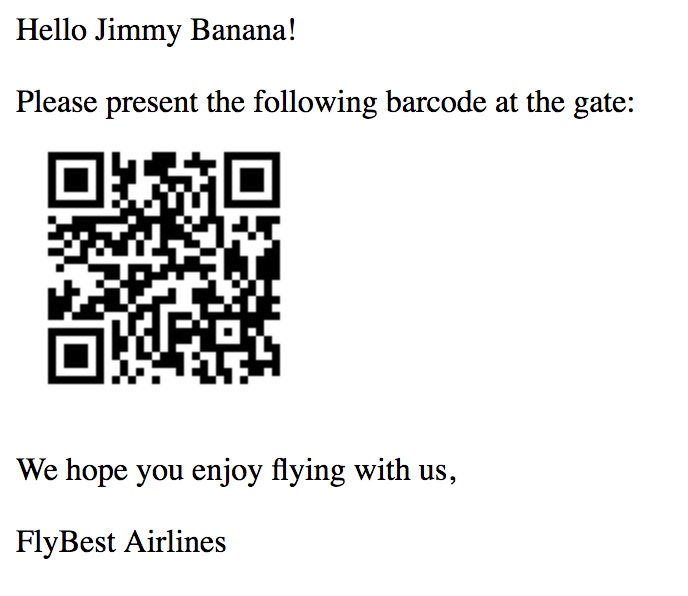 Hello Jimmy Banana!
Please present the following barcode at the gate:
We hope you enjoy flying with us,
FlyBest Airlines